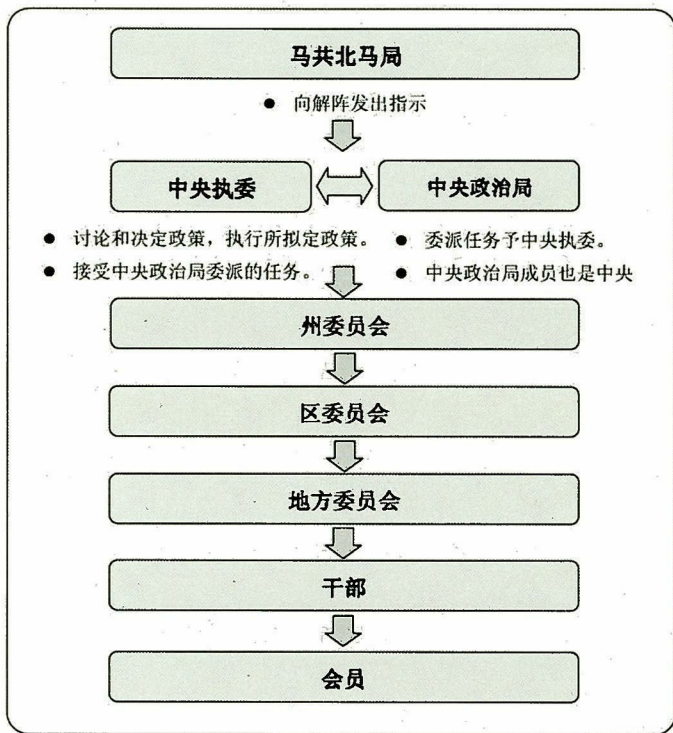 马共北马局
● 向解阵发出指示
中央执委 中央政治局
● 讨论和决定政策，执行所拟定政策。 ● 委派任务予中央执委。
● 接受中央政治局委派的任务。 ● 中央政治局成员也是中央
州委员会
区委员会
地方委员会
干部
会员